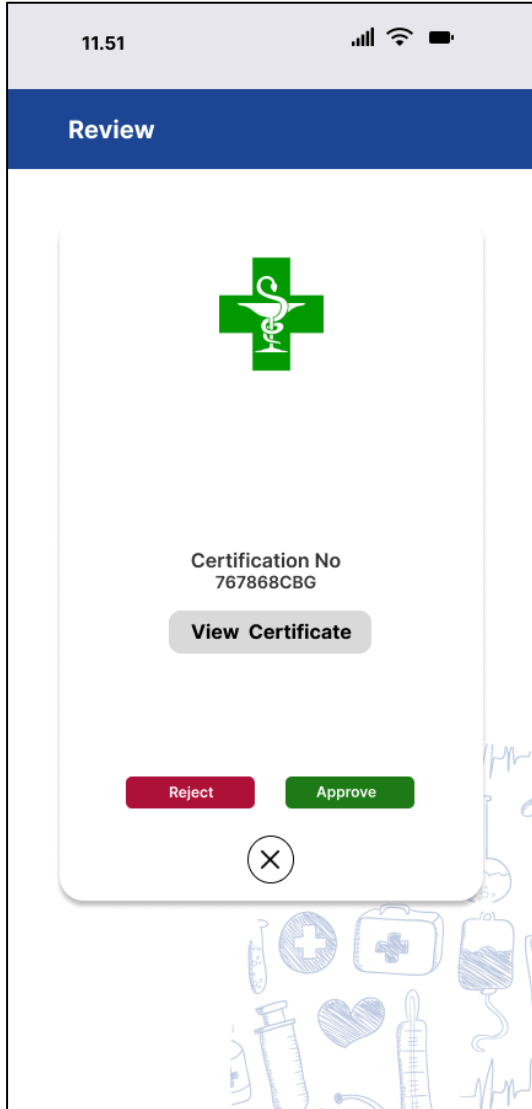 11.51
Review
Certification No
767868CBG
View Certificate
Reject
Approve